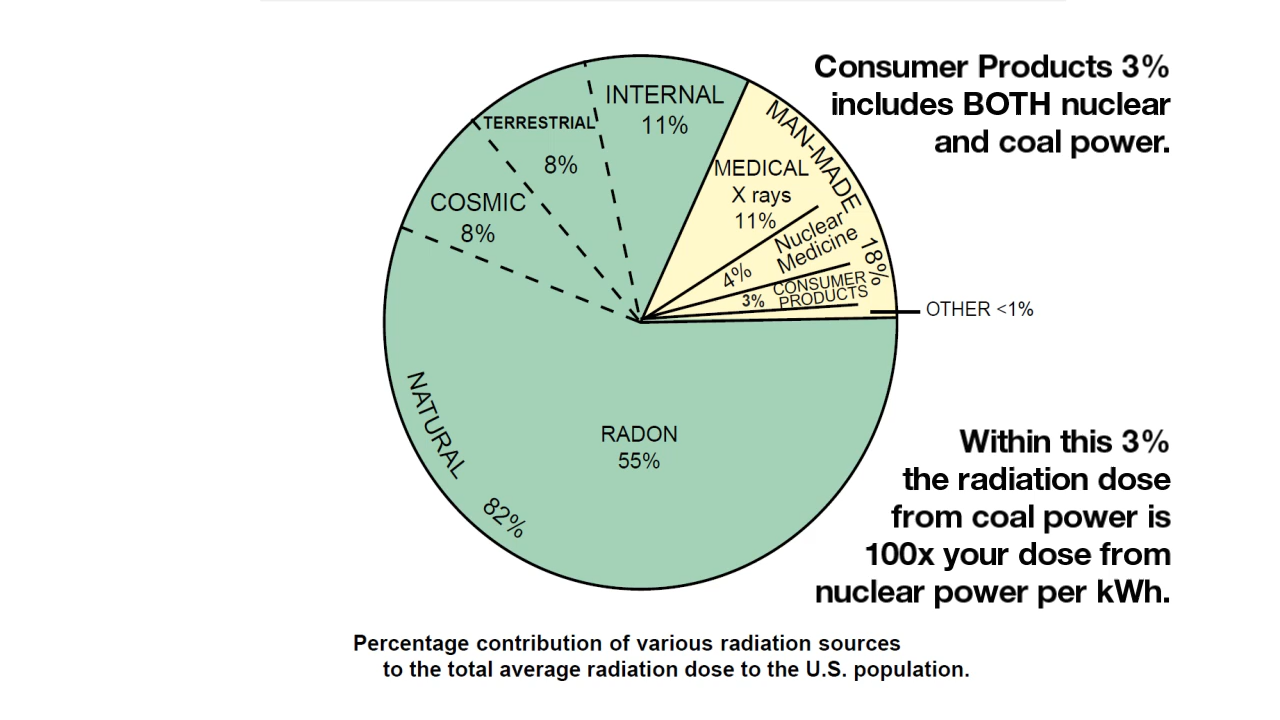 Consumer Products 3%
includes BOTH nuclear
and coal power.
INTERNAL
11%
TERRESTRIAL
8%
COSMIC
8%
MAN-MADE
18%
MEDICAL
X rays
11%
Nuclear
Medicine
4%
CONSUMER
PRODUCTS
3%
OTHER <1%
NATURAL
82%
RADON
55%
Within this 3%
the radiation dose
from coal power is
100x your dose from
nuclear power per kWh.
Percentage contribution of various radiation sources
to the total average radiation dose to the U.S. population.